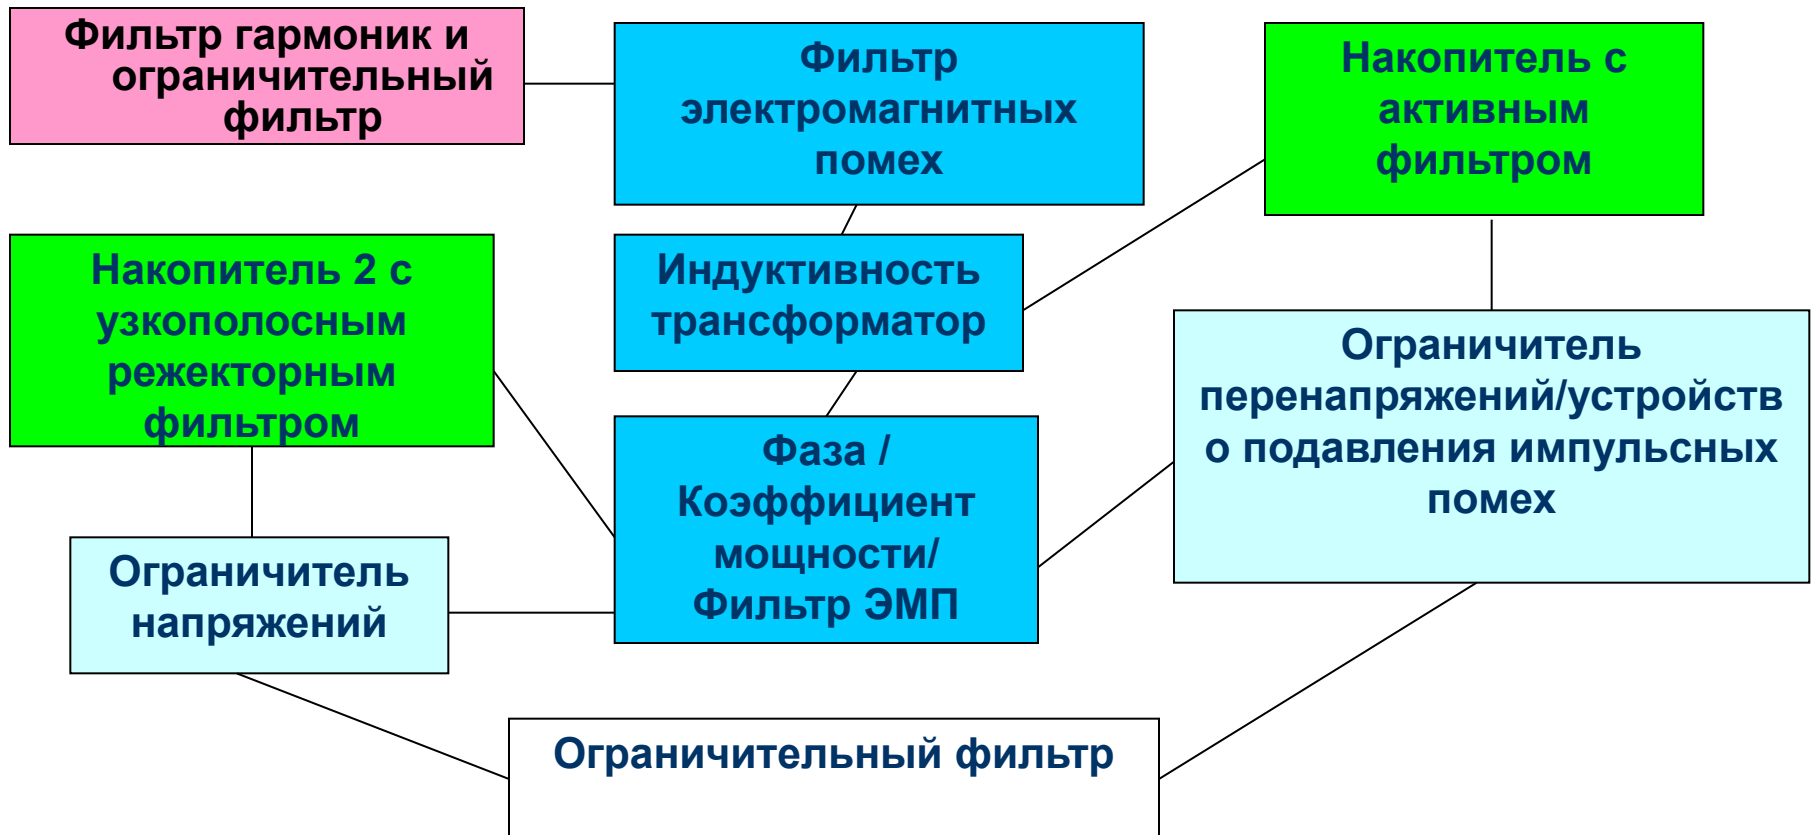 Фильтр гармоник и
ограничительный
фильтр
Фильтр
электромагнитных
помех
Накопитель с
активным
фильтром
Накопитель 2 с
узкополосным
режекторным
фильтром
Индуктивность
трансформатор
Ограничитель
перенапряжений/устройств
о подавления импульсных
помех
Фаза /
Коэффициент
мощности/
Фильтр ЭМП
Ограничитель
напряжений
Ограничительный фильтр